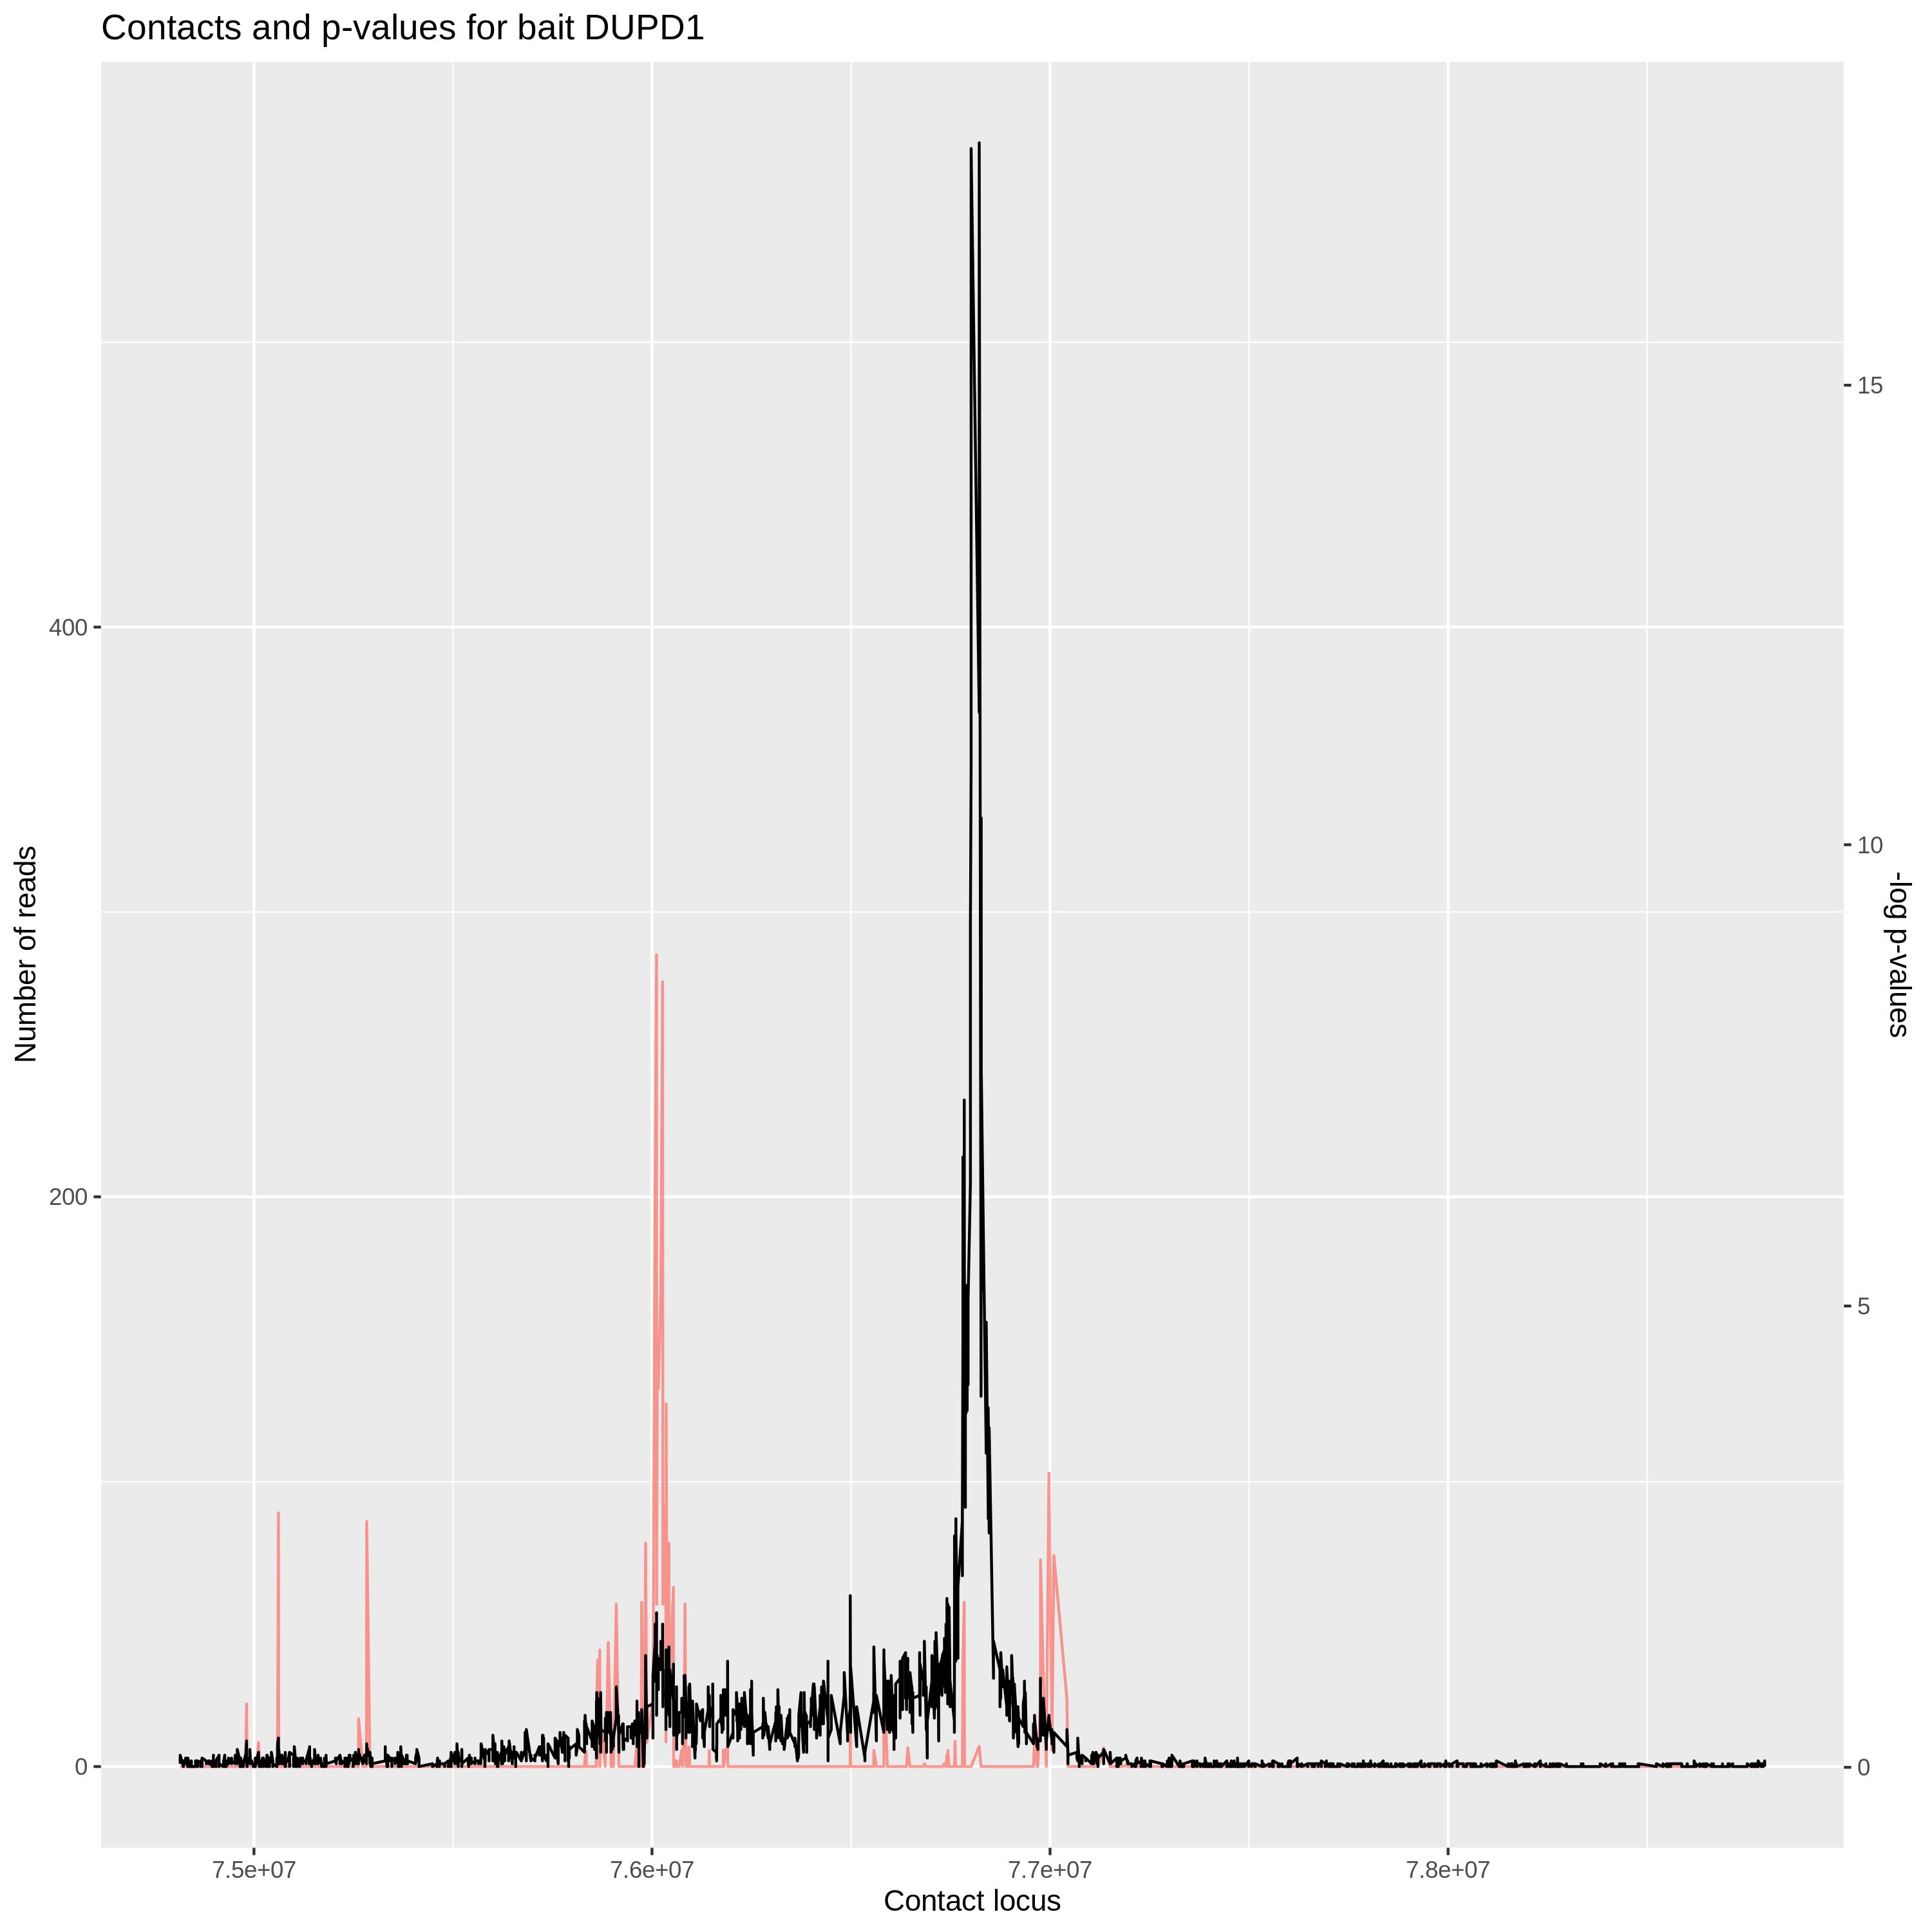 Contacts and p-values for bait DUPD1
400
200
0
Number of reads
15
10
5
0
-log p-values
7.5e+07 7.6e+07 7.7e+07 7.8e+07
Contact locus